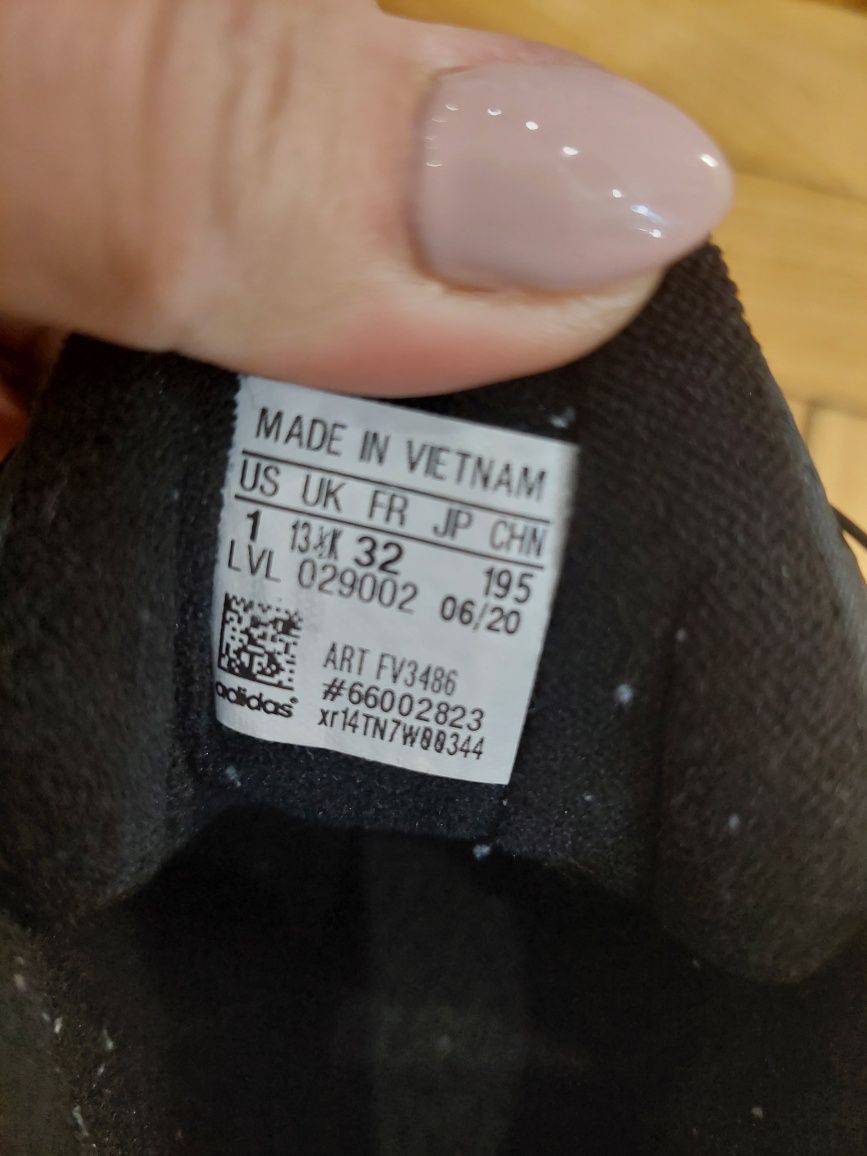 MADE IN VIETNAM
US UK FR JP CHN
1 13½K 32 195
LVL 029002 06/20
ART FV3486
#66002823
adidas®
xr14TN7W00344